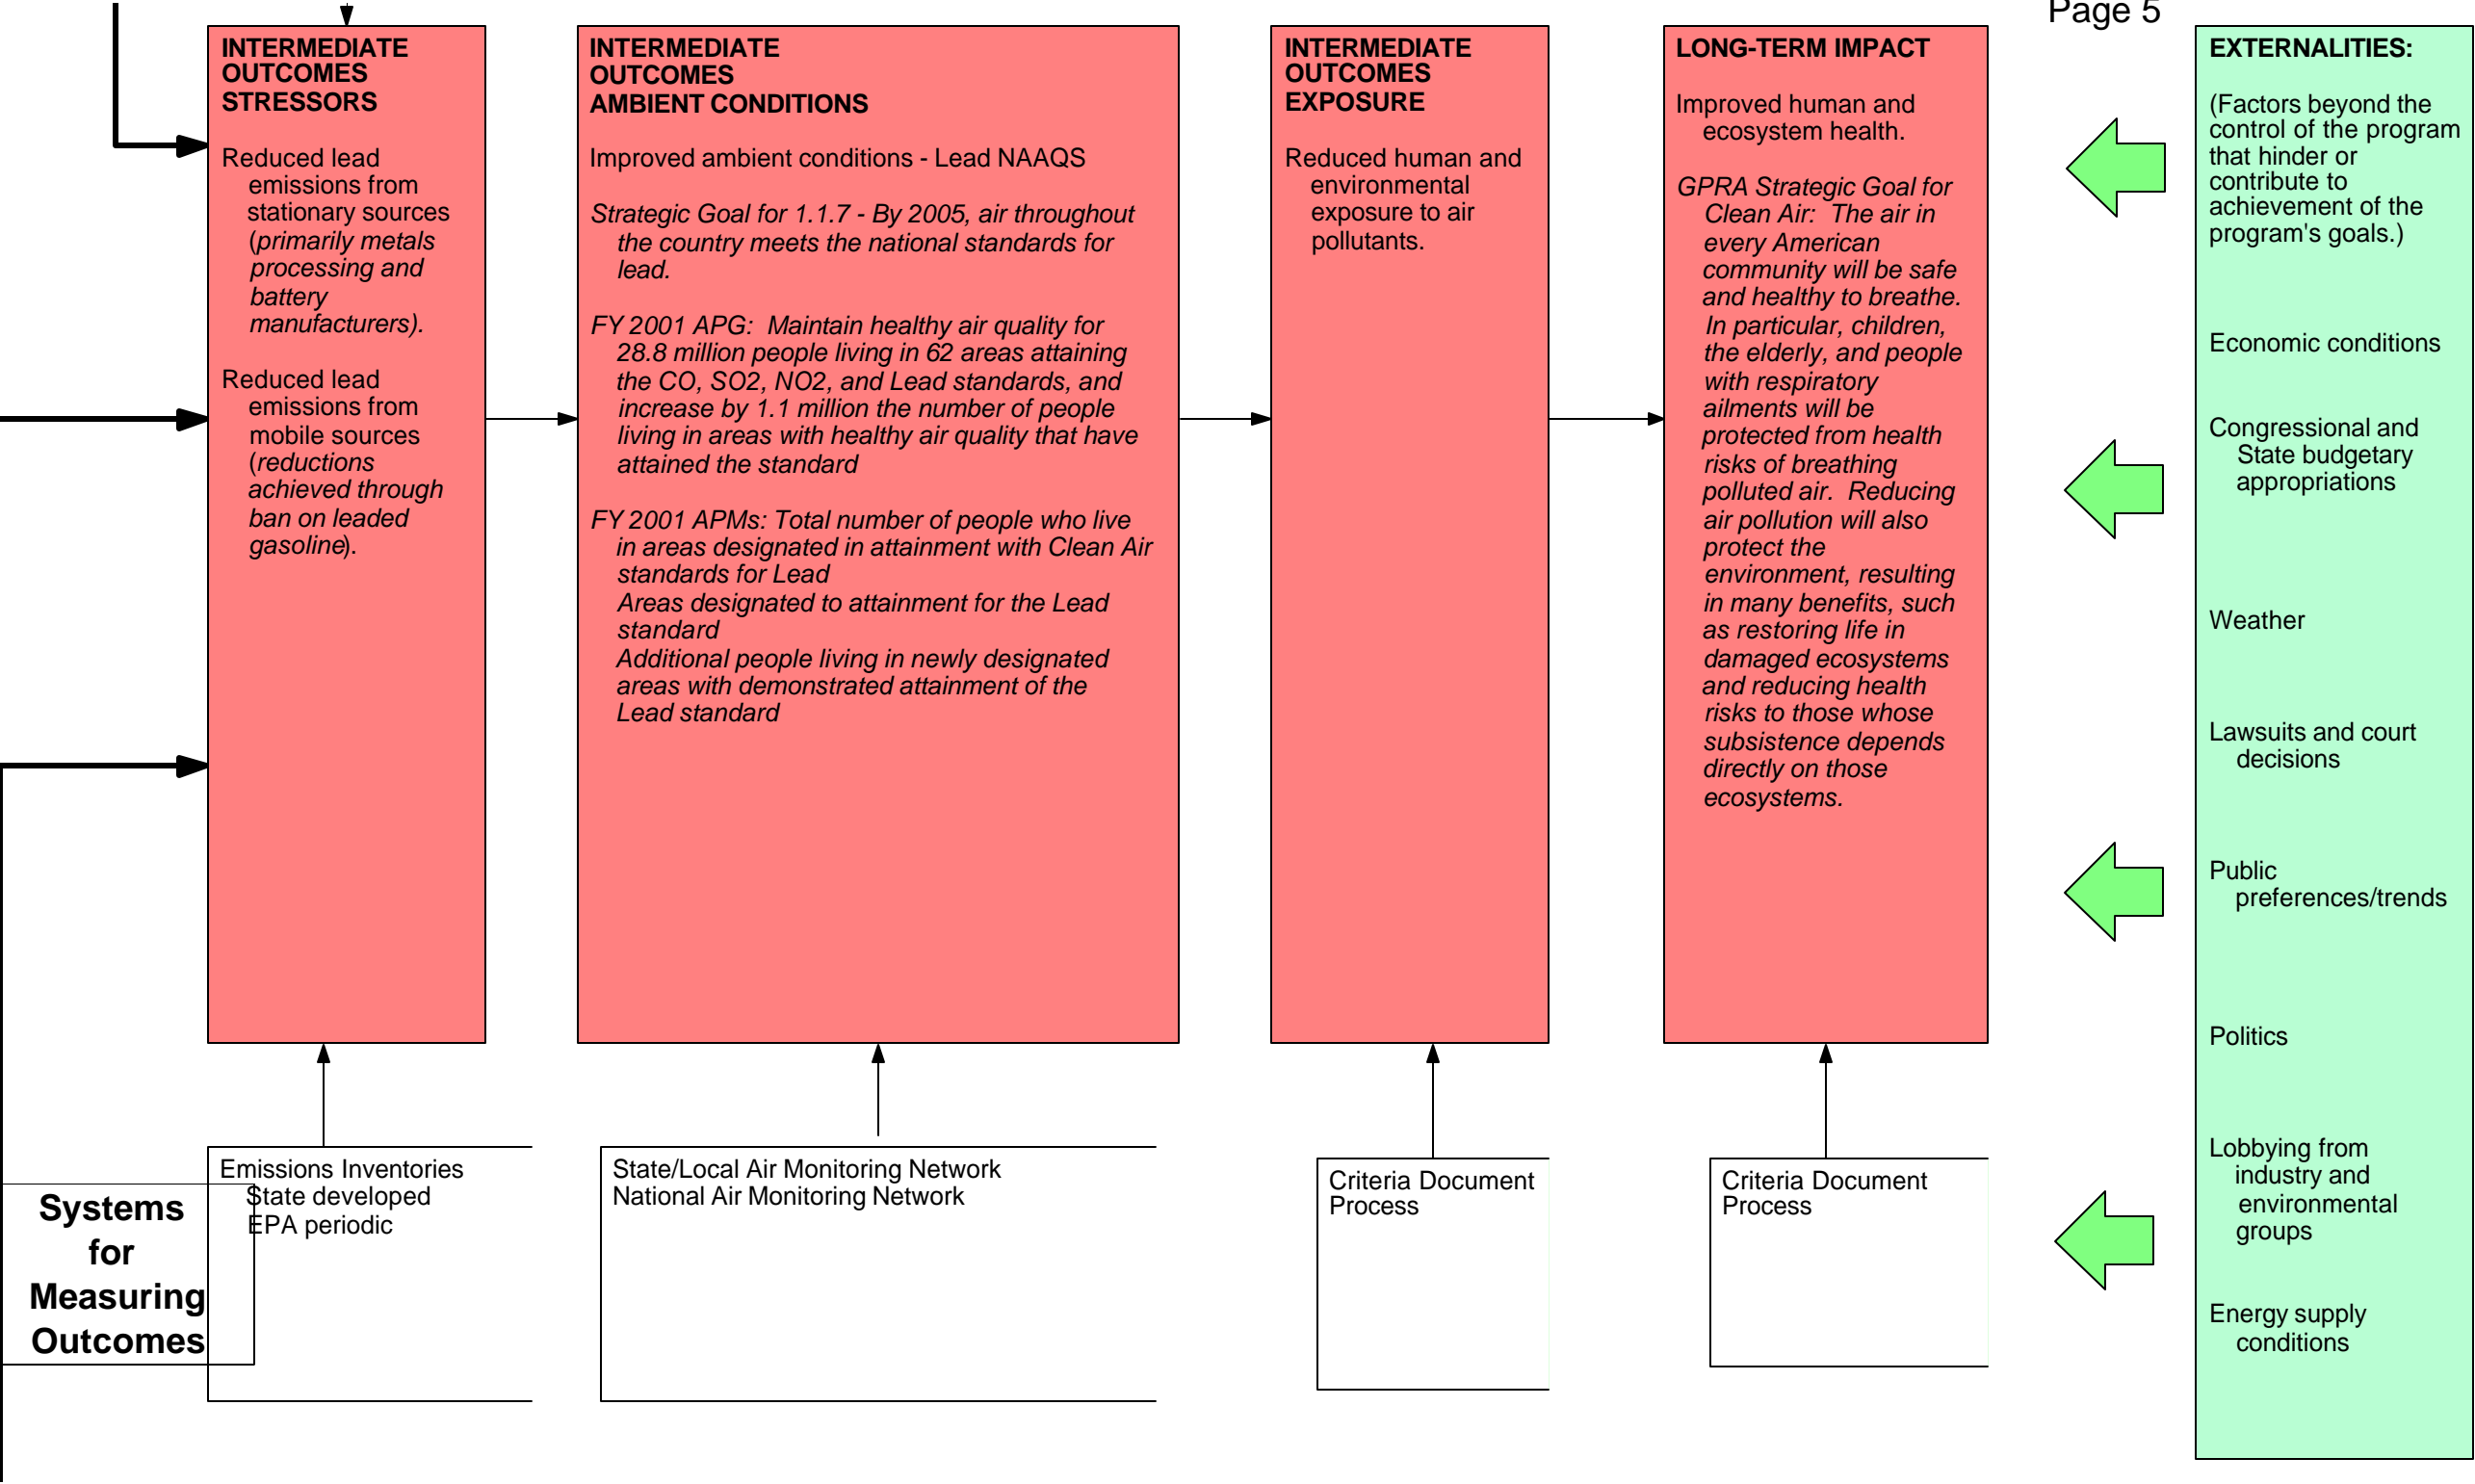 Page 5
INTERMEDIATE
OUTCOMES
STRESSORS
Reduced lead
emissions from
stationary sources
(primarily metals
processing and
battery
manufacturers).
Reduced lead
emissions from
mobile sources
(reductions
achieved through
ban on leaded
gasoline).
INTERMEDIATE
OUTCOMES
AMBIENT CONDITIONS
Improved ambient conditions - Lead NAAQS
Strategic Goal for 1.1.7 - By 2005, air throughout
the country meets the national standards for
lead.
FY 2001 APG:  Maintain healthy air quality for
28.8 million people living in 62 areas attaining
the CO, SO2, NO2, and Lead standards, and
increase by 1.1 million the number of people
living in areas with healthy air quality that have
attained the standard
FY 2001 APMs: Total number of people who live
in areas designated in attainment with Clean Air
standards for Lead
Areas designated to attainment for the Lead
standard
Additional people living in newly designated
areas with demonstrated attainment of the
Lead standard
INTERMEDIATE
OUTCOMES
EXPOSURE
Reduced human and
environmental
exposure to air
pollutants.
LONG-TERM IMPACT
Improved human and
ecosystem health.
GPRA Strategic Goal for
Clean Air:  The air in
every American
community will be safe
and healthy to breathe.
In particular, children,
the elderly, and people
with respiratory
ailments will be
protected from health
risks of breathing
polluted air.  Reducing
air pollution will also
protect the
environment, resulting
in many benefits, such
as restoring life in
damaged ecosystems
and reducing health
risks to those whose
subsistence depends
directly on those
ecosystems.
EXTERNALITIES:
(Factors beyond the
control of the program
that hinder or
contribute to
achievement of the
program's goals.)
Economic conditions
Congressional and
State budgetary
appropriations
Weather
Lawsuits and court
decisions
Public
preferences/trends
Politics
Lobbying from
industry and
environmental
groups
Energy supply
conditions
Systems
for
Measuring
Outcomes
Emissions Inventories
State developed
EPA periodic
State/Local Air Monitoring Network
National Air Monitoring Network
Criteria Document
Process
Criteria Document
Process